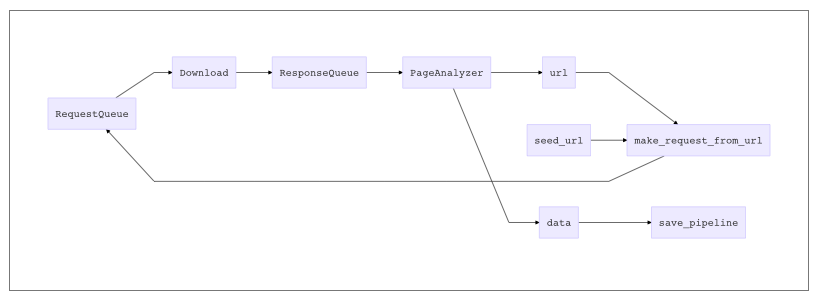 Download
ResponseQueue
PageAnalyzer
url
RequestQueue
seed_url
make_request_from_url
data
save_pipeline